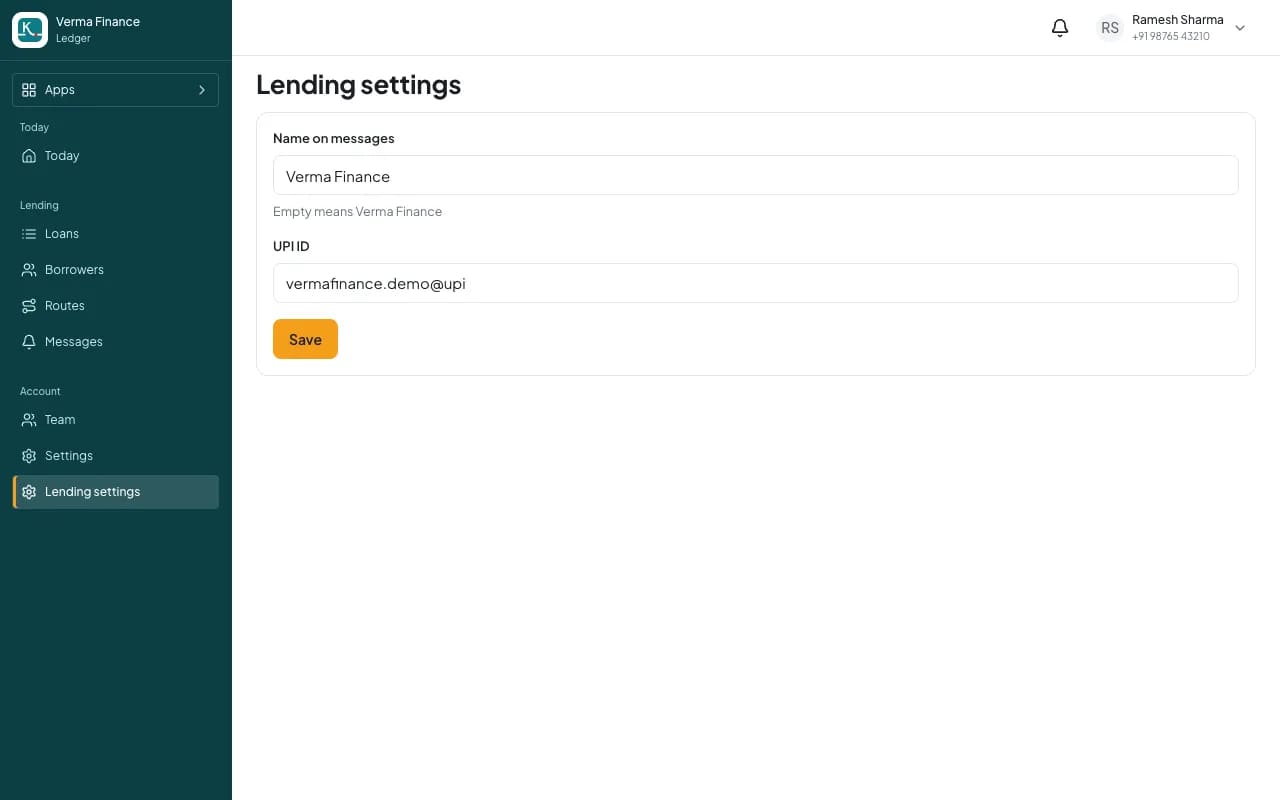 K
Verma Finance
Ledger
Apps
Today
Today
Lending
Loans
Borrowers
Routes
Messages
Account
Team
Settings
Lending settings
RS
Ramesh Sharma
+91 98765 43210
Lending settings
Name on messages
Verma Finance
Empty means Verma Finance
UPI ID
vermafinance.demo@upi
Save